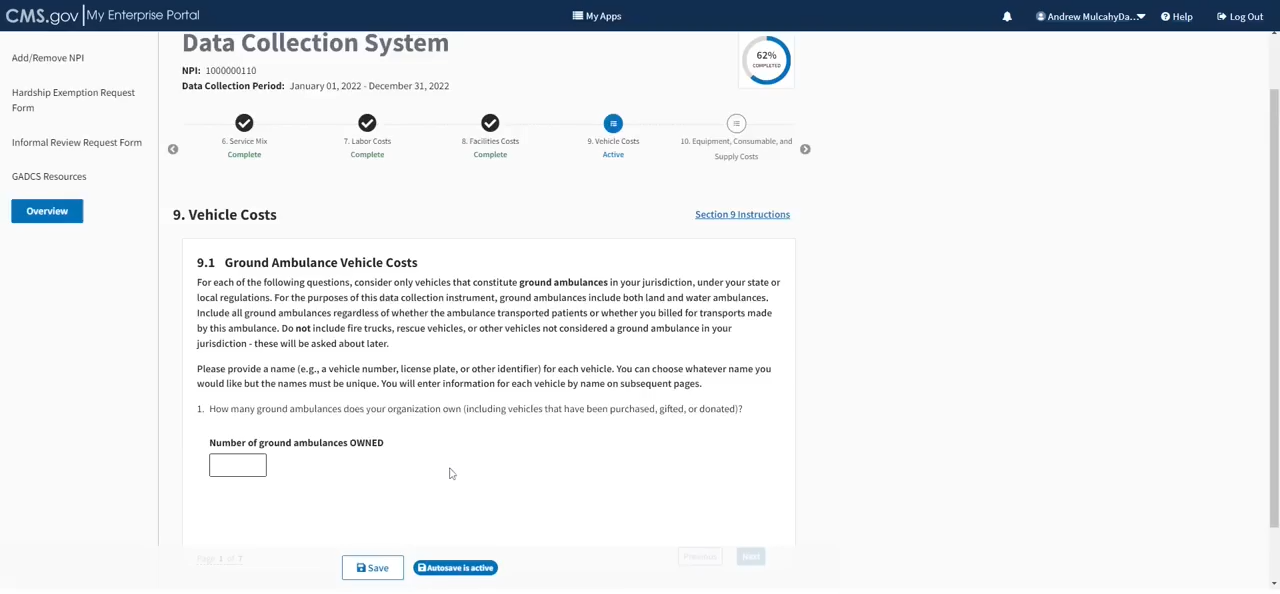 CMS.gov My Enterprise Portal
My Apps
Andrew MulcahyDa...
Help
Log Out
Add/Remove NPI
Hardship Exemption Request
Form
Informal Review Request Form
GADCS Resources
Overview
Data Collection System
NPI: 1000000110
Data Collection Period: January 01, 2022 - December 31, 2022
62%
COMPLETED
6. Service Mix
Complete
7. Labor Costs
Complete
8. Facilities Costs
Complete
9. Vehicle Costs
Active
10. Equipment, Consumable, and
Supply Costs
9. Vehicle Costs
Section 9 Instructions
9.1 Ground Ambulance Vehicle Costs
For each of the following questions, consider only vehicles that constitute ground ambulances in your jurisdiction, under your state or
local regulations. For the purposes of this data collection instrument, ground ambulances include both land and water ambulances.
Include all ground ambulances regardless of whether the ambulance transported patients or whether you billed for transports made
by this ambulance. Do not include fire trucks, rescue vehicles, or other vehicles not considered a ground ambulance in your
jurisdiction - these will be asked about later.
Please provide a name (e.g., a vehicle number, license plate, or other identifier) for each vehicle. You can choose whatever name you
would like but the names must be unique. You will enter information for each vehicle by name on subsequent pages.
1. How many ground ambulances does your organization own (including vehicles that have been purchased, gifted, or donated)?
Number of ground ambulances OWNED
Page 1 of 7
Previous
Next
Save
Autosave is active